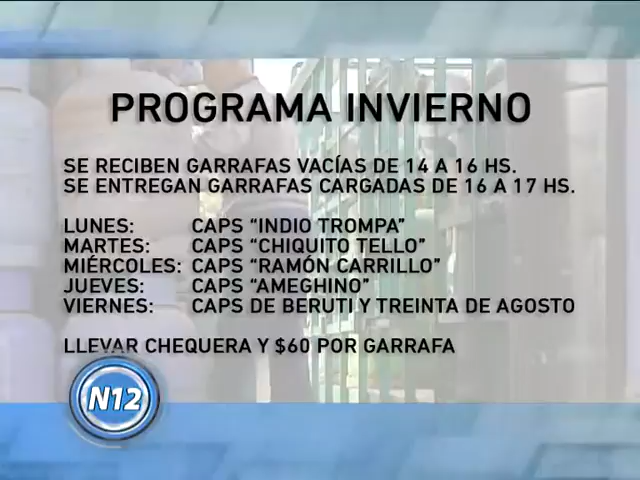 PROGRAMA INVIERNO
SE RECIBEN GARRAFAS VACÍAS DE 14 A 16 HS.
SE ENTREGAN GARRAFAS CARGADAS DE 16 A 17 HS.
LUNES: CAPS “INDIO TROMPA”
MARTES: CAPS “CHIQUITO TELLO”
MIÉRCOLES: CAPS “RAMÓN CARRILLO”
JUEVES: CAPS “AMEGHINO”
VIERNES: CAPS DE BERUTI Y TREINTA DE AGOSTO
LLEVAR CHEQUERA Y $60 POR GARRAFA
N12